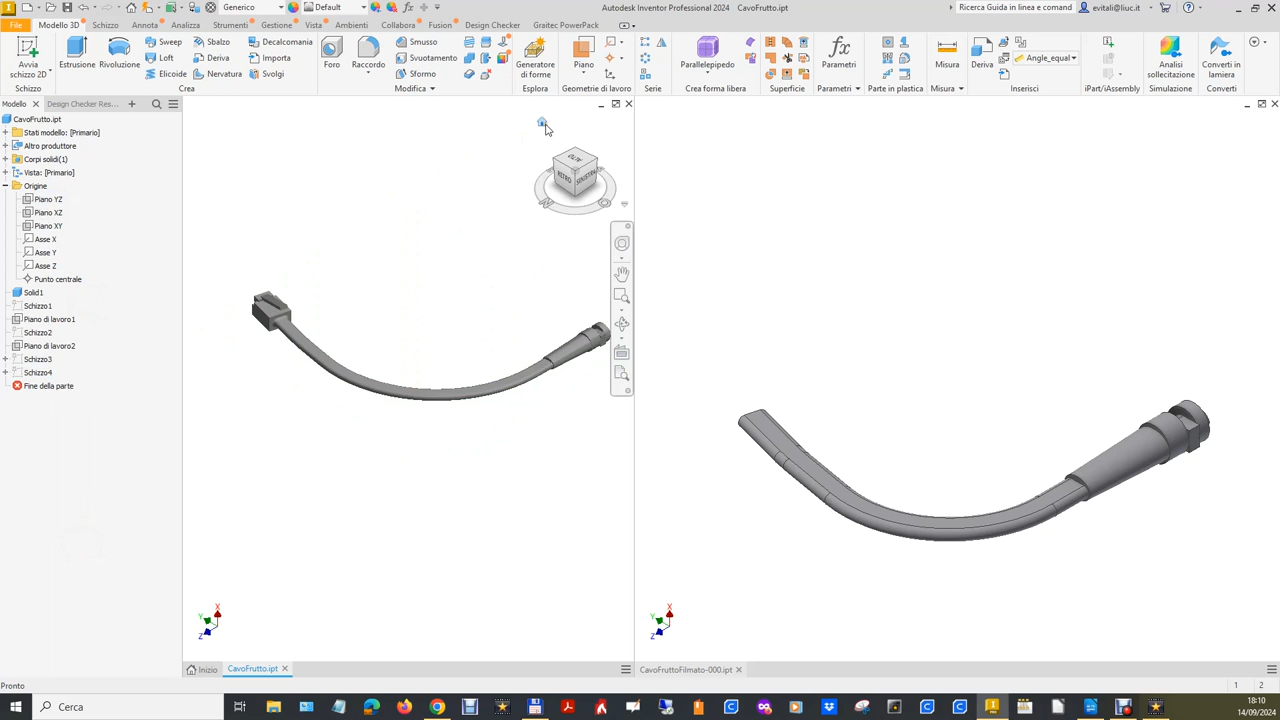 Generico
Default
Autodesk Inventor Professional 2024 CavoFrutto.ipt
Ricerca Guida in linea e comand
evitali@liuc.it
File Modello 3D Schizzo Annota Analizza Strumenti Gestione Vista Ambienti Collabora Fusion Design Checker Graitec PowerPack
Avvia schizzo 2D
Estrusione
Rivoluzione
Sweep
Loft
Elicoide
Sbalzo
Deriva
Nervatura
Decalcomania
Importa
Svolgi
Foro
Raccordo
Smusso
Svuotamento
Sformo
Generatore di forme
Piano
Parallelepipedo
Parametri
Misura
Deriva
Angle_equal
Analisi sollecitazione
Converti in lamiera
Schizzo Crea Modifica Esplora Geometrie di lavoro Serie Crea forma libera Superficie Parametri Parte in plastica Misura Inserisci iPart/iAssembly Simulazione Converti
Modello
Design Checker Res...
CavoFrutto.ipt
Stati modello: [Primario]
Altro produttore
Corpi solidi(1)
Vista: [Primario]
Origine
Piano YZ
Piano XZ
Piano XY
Asse X
Asse Y
Asse Z
Punto centrale
Solid1
Schizzo1
Piano di lavoro1
Schizzo2
Piano di lavoro2
Schizzo3
Schizzo4
Fine della parte
RETRO
SINISTRA
X
Y
Z
X
Y
Z
Inizio
CavoFrutto.ipt
CavoFruttoFilmato-000.ipt
Pronto
1 2
Cerca
18:10
14/09/2024